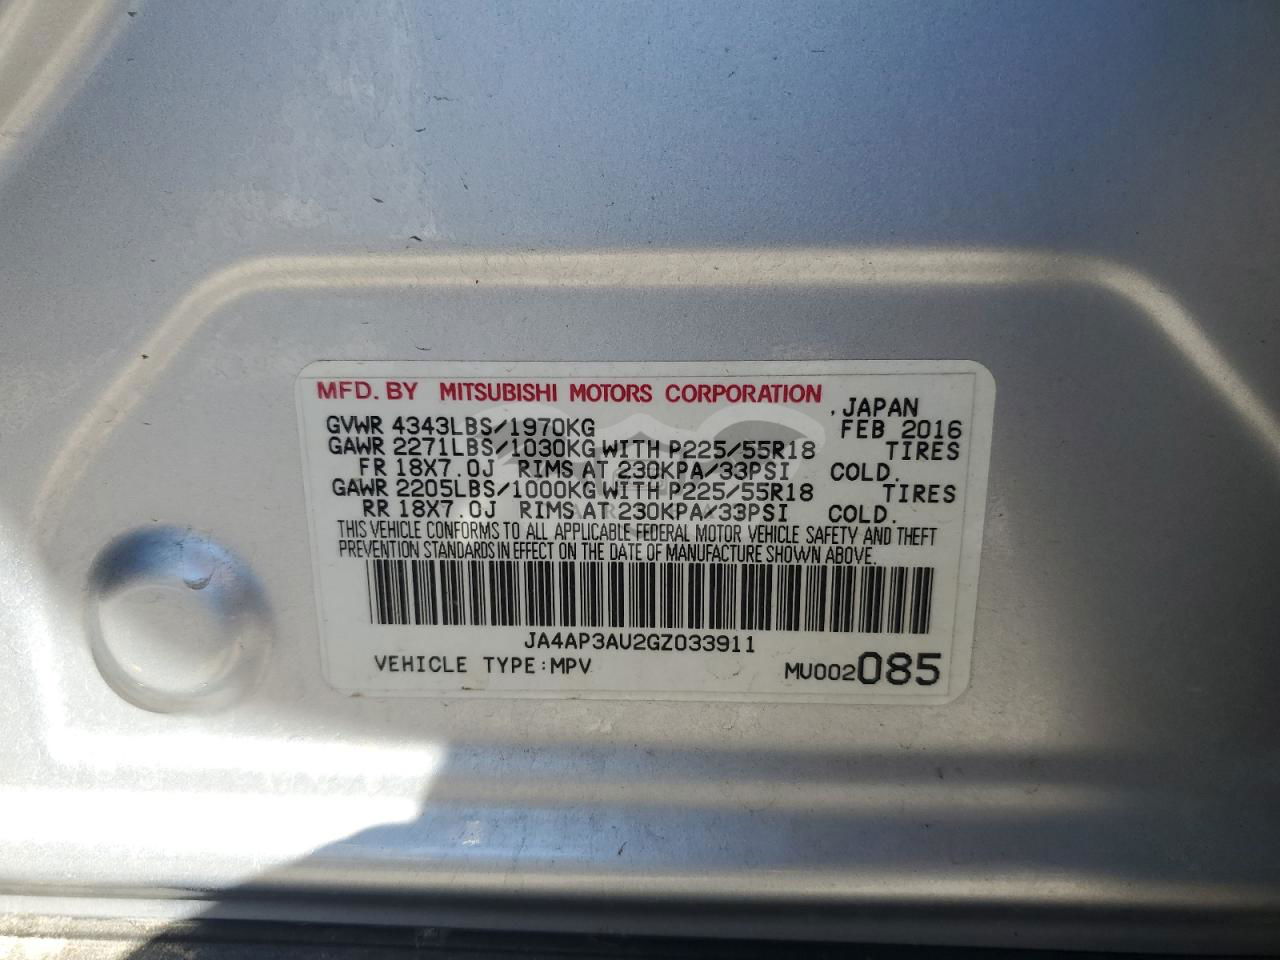 MFD. BY MITSUBISHI MOTORS CORPORATION
, JAPAN
GVWR 4343LBS/1970KG FEB 2016
GAWR 2271LBS/1030KG WITH P225/55R18 TIRES
FR 18X7.0J RIMS AT 230KPA/33PSI COLD.
GAWR 2205LBS/1000KG WITH P225/55R18 TIRES
RR 18X7.0J RIMS AT 230KPA/33PSI COLD.
THIS VEHICLE CONFORMS TO ALL APPLICABLE FEDERAL MOTOR VEHICLE SAFETY AND THEFT
PREVENTION STANDARDS IN EFFECT ON THE DATE OF MANUFACTURE SHOWN ABOVE.
JA4AP3AU2GZ033911
VEHICLE TYPE:MPV MU002085